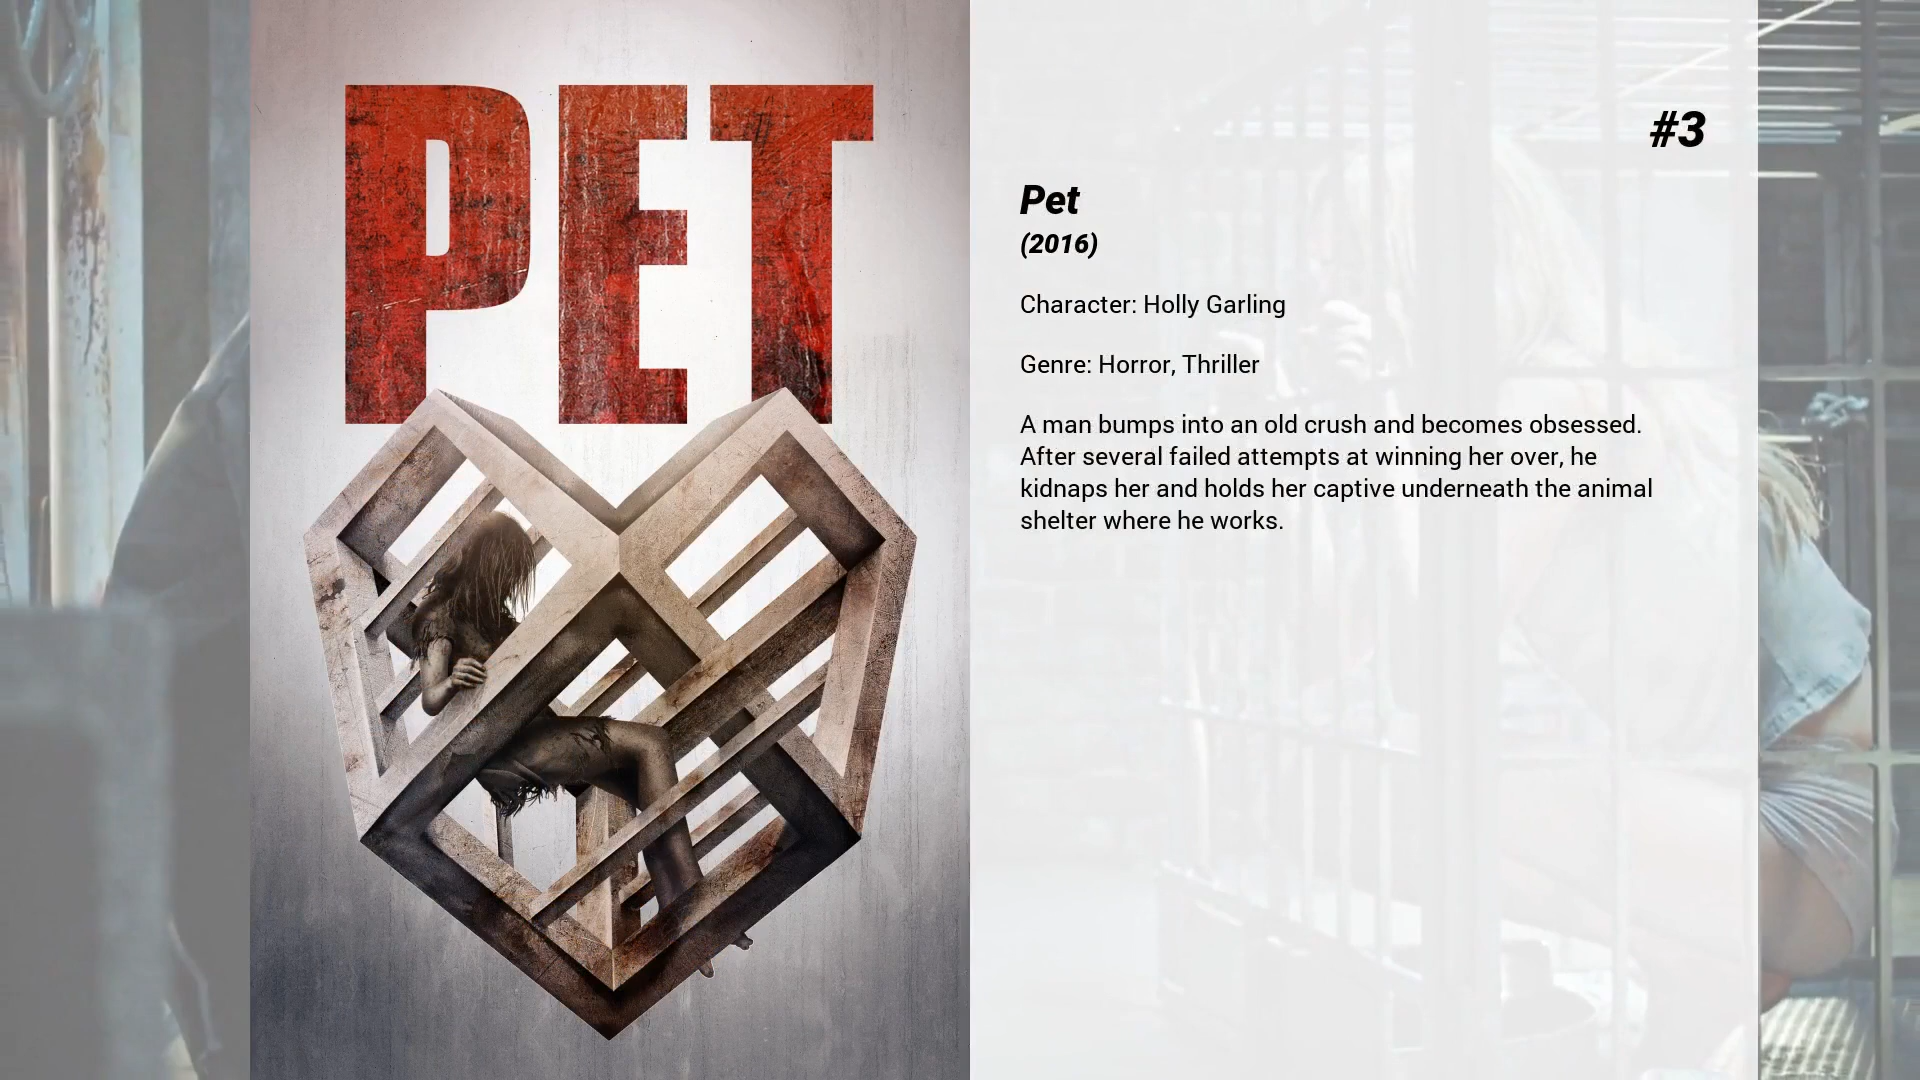 PET
#3
Pet
(2016)
Character: Holly Garling
Genre: Horror, Thriller
A man bumps into an old crush and becomes obsessed.
After several failed attempts at winning her over, he
kidnaps her and holds her captive underneath the animal
shelter where he works.